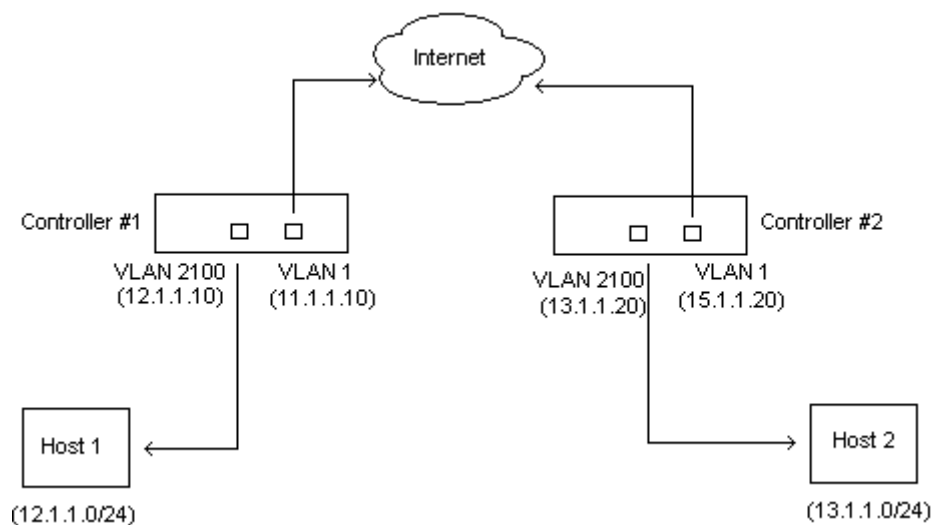 Internet
Controller #1
Controller #2
VLAN 2100
(12.1.1.10)
VLAN 1
(11.1.1.10)
VLAN 2100
(13.1.1.20)
VLAN 1
(15.1.1.20)
Host 1
(12.1.1.0/24)
Host 2
(13.1.1.0/24)